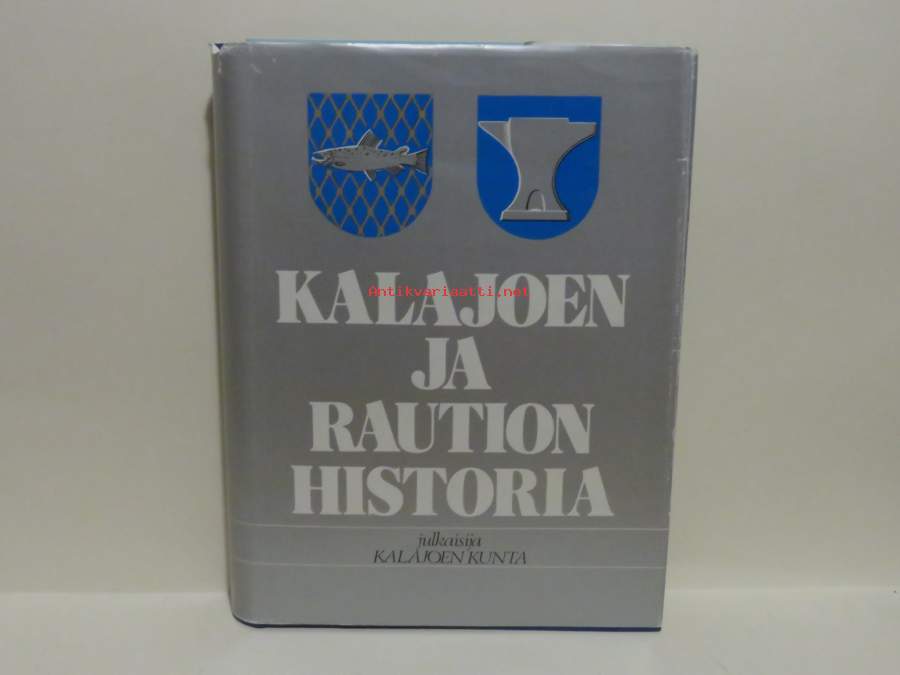 KALAJOEN
Antikvariaatti.net
JA
RAUTION
HISTORIA
julkaisija
KALAJOEN KUNTA